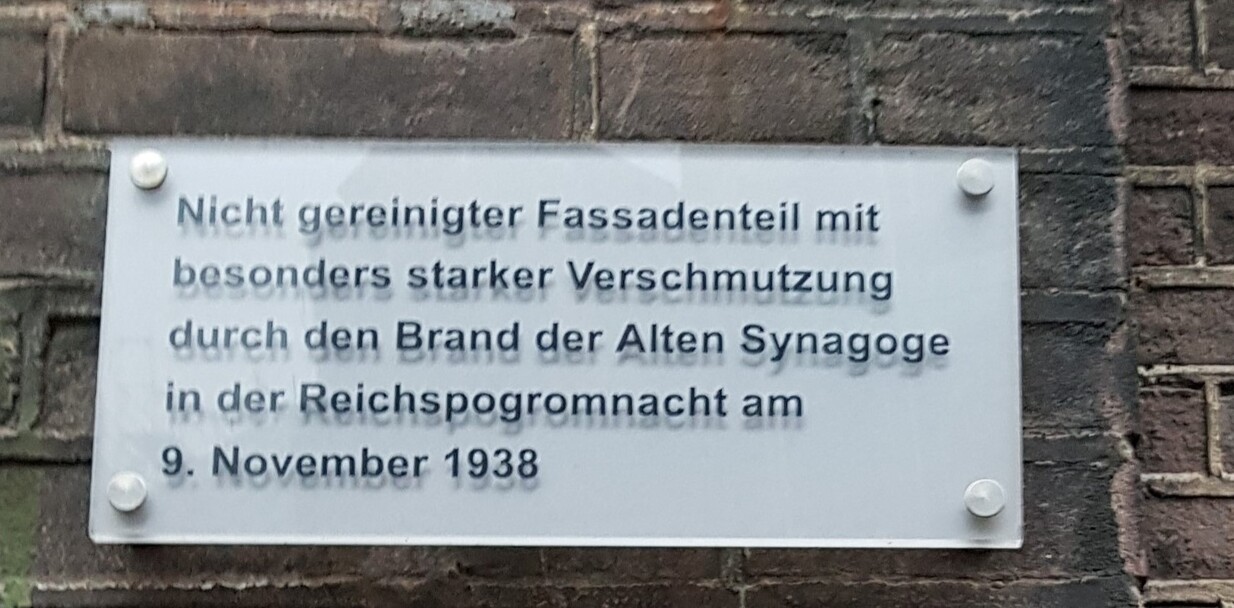 Nicht gereinigter Fassadenteil mit
besonders starker Verschmutzung
durch den Brand der Alten Synagoge
in der Reichspogromnacht am
9. November 1938